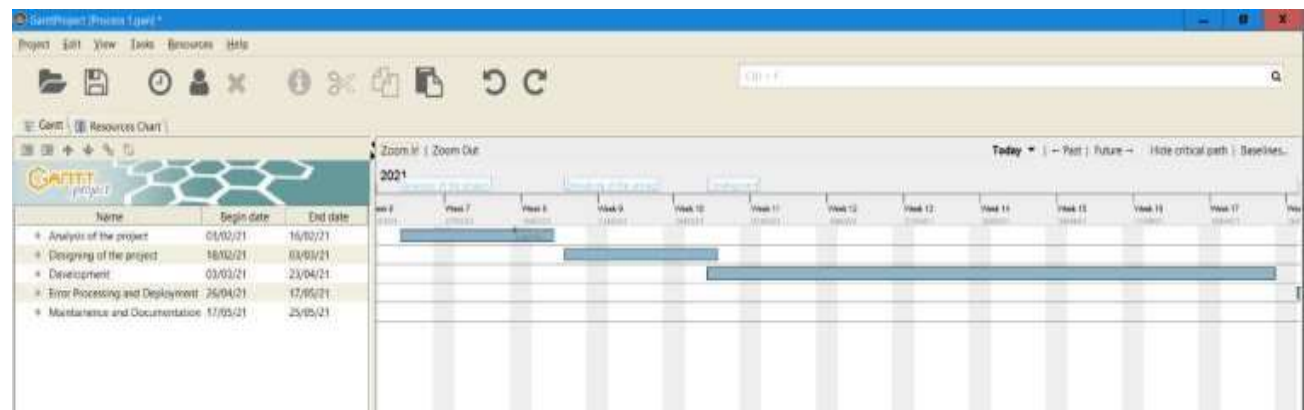 GanttProject [Process 1.gan] *
Project Edit View Tasks Resources Help
Ctrl + F
Gantt Resources Chart
Zoom In | Zoom Out Today ▾ | ← Past | Future → Hide critical path | Baselines...
GANTT project
2021
Name Begin date End date
Week 7 Week 8 Week 9 Week 10 Week 11 Week 12 Week 13 Week 14 Week 15 Week 16 Week 17
Analysis of the project 03/02/21 16/02/21
Designing of the project 18/02/21 03/03/21
Development 03/03/21 23/04/21
Error Processing and Deployment 26/04/21 17/05/21
Maintainence and Documentation 17/05/21 25/05/21